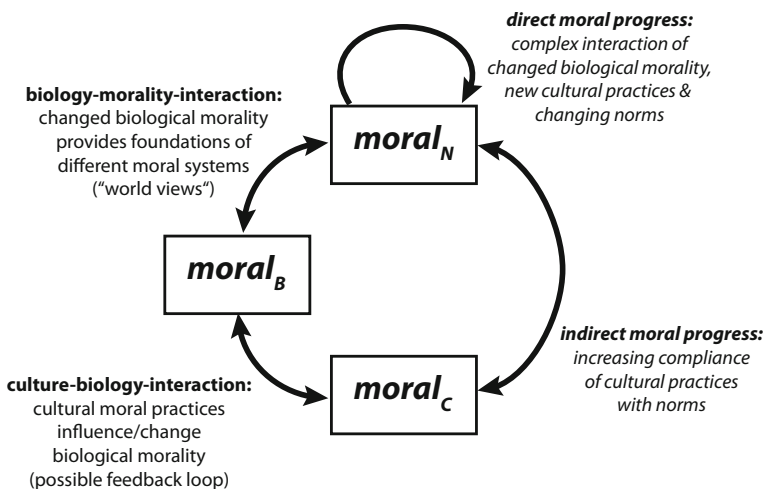 direct moral progress:
complex interaction of
changed biological morality,
new cultural practices &
changing norms
biology-morality-interaction:
changed biological morality
provides foundations of
different moral systems
(“world views“)
moral_N
moral_B
indirect moral progress:
increasing compliance
of cultural practices
with norms
moral_C
culture-biology-interaction:
cultural moral practices
influence/change
biological morality
(possible feedback loop)